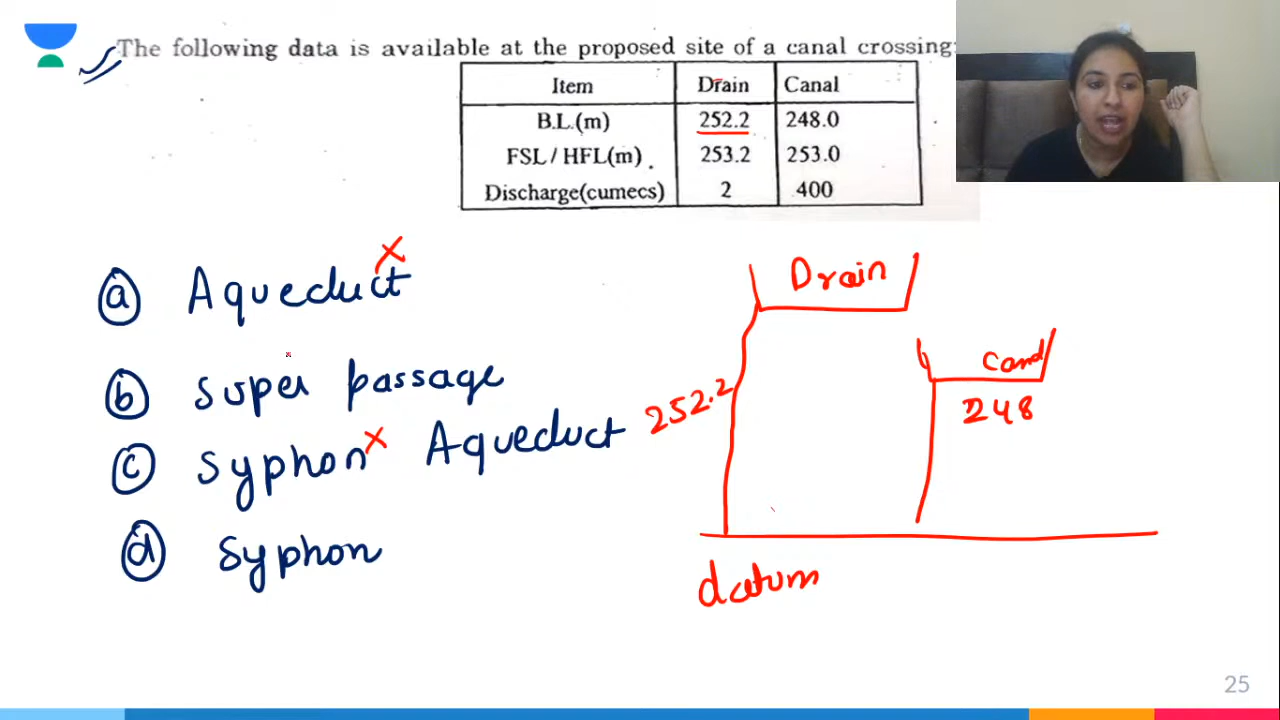 The following data is available at the proposed site of a canal crossing:
Item Drain Canal
B.L.(m) 252.2 248.0
FSL / HFL(m) 253.2 253.0
Discharge(cumecs) 2 400
a Aqueduct
b super passage
c syphon Aqueduct
d syphon
Drain
canal
252.2
248
datum
25